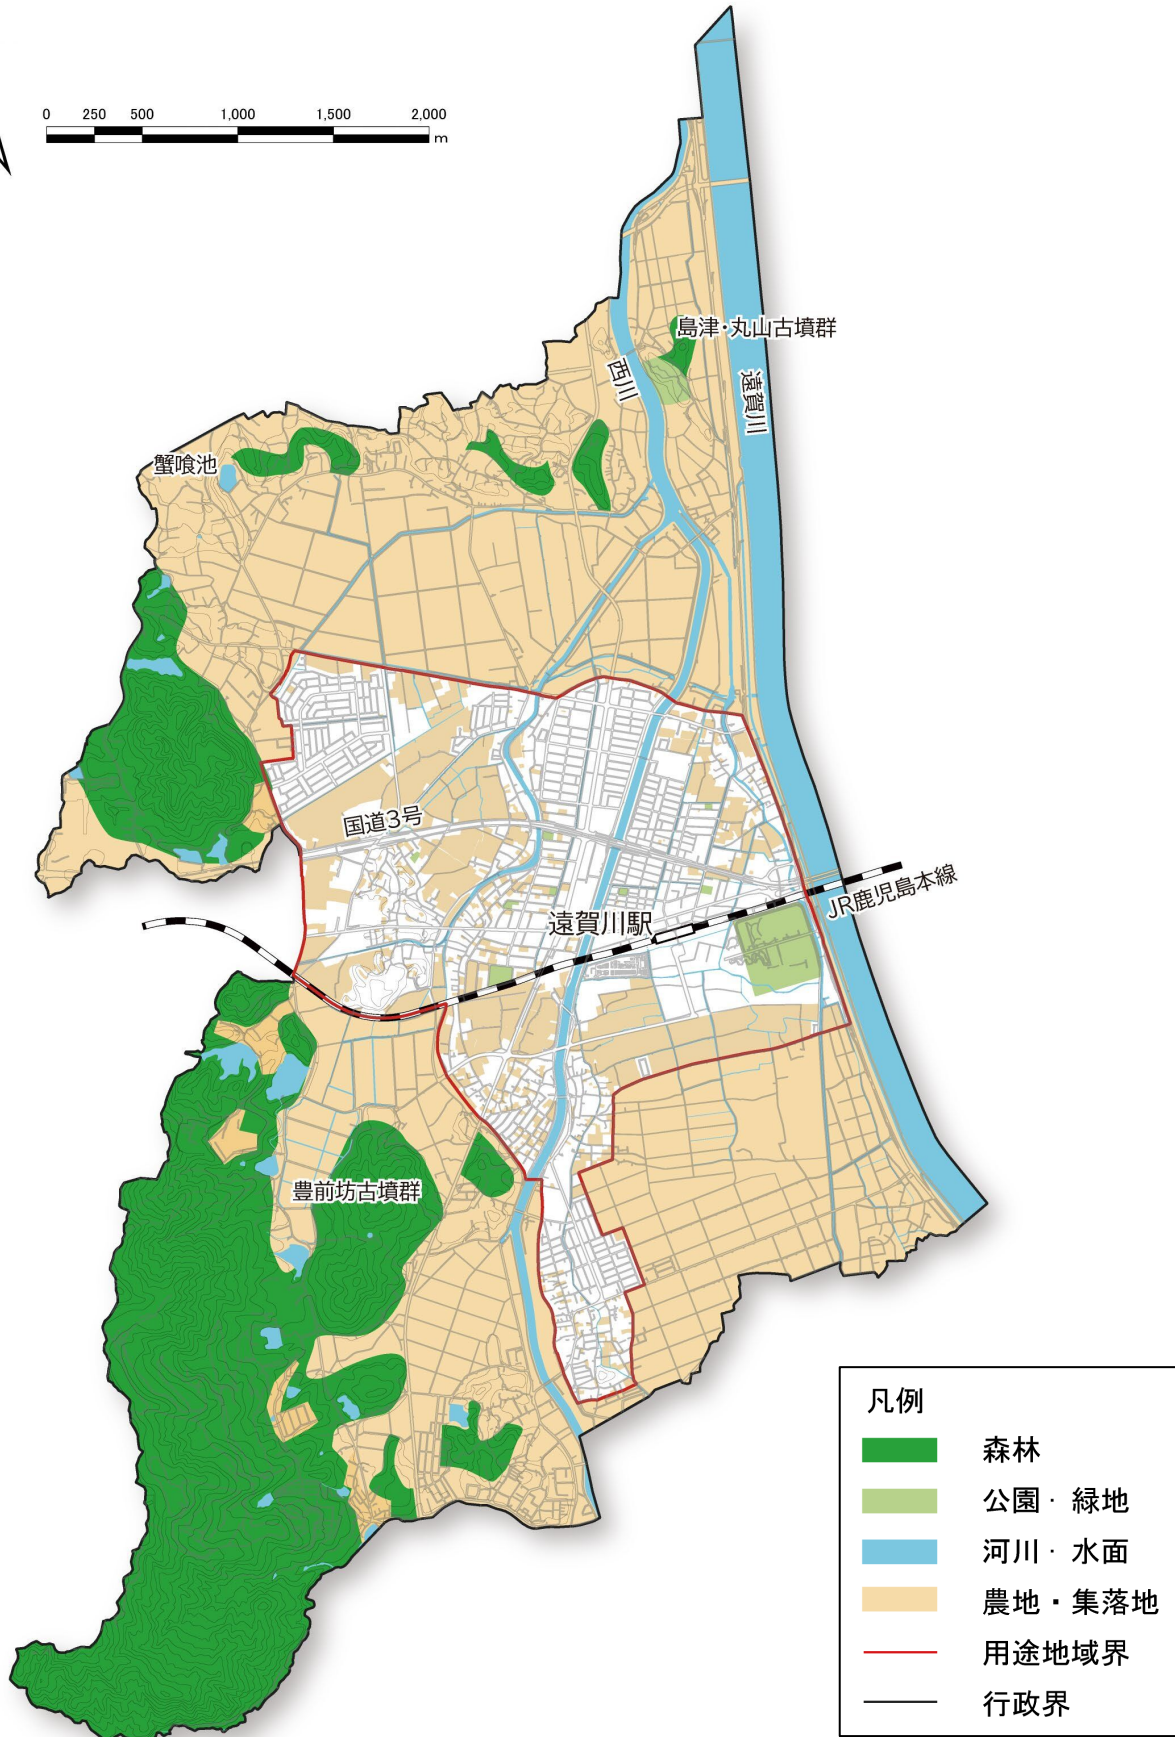 0 250 500 1,000 1,500 2,000
m
島津・丸山古墳群
西川
遠賀川
蟹喰池
国道3号
遠賀川駅
JR鹿児島本線
豊前坊古墳群
凡例
森林
公園・緑地
河川・水面
農地・集落地
用途地域界
行政界